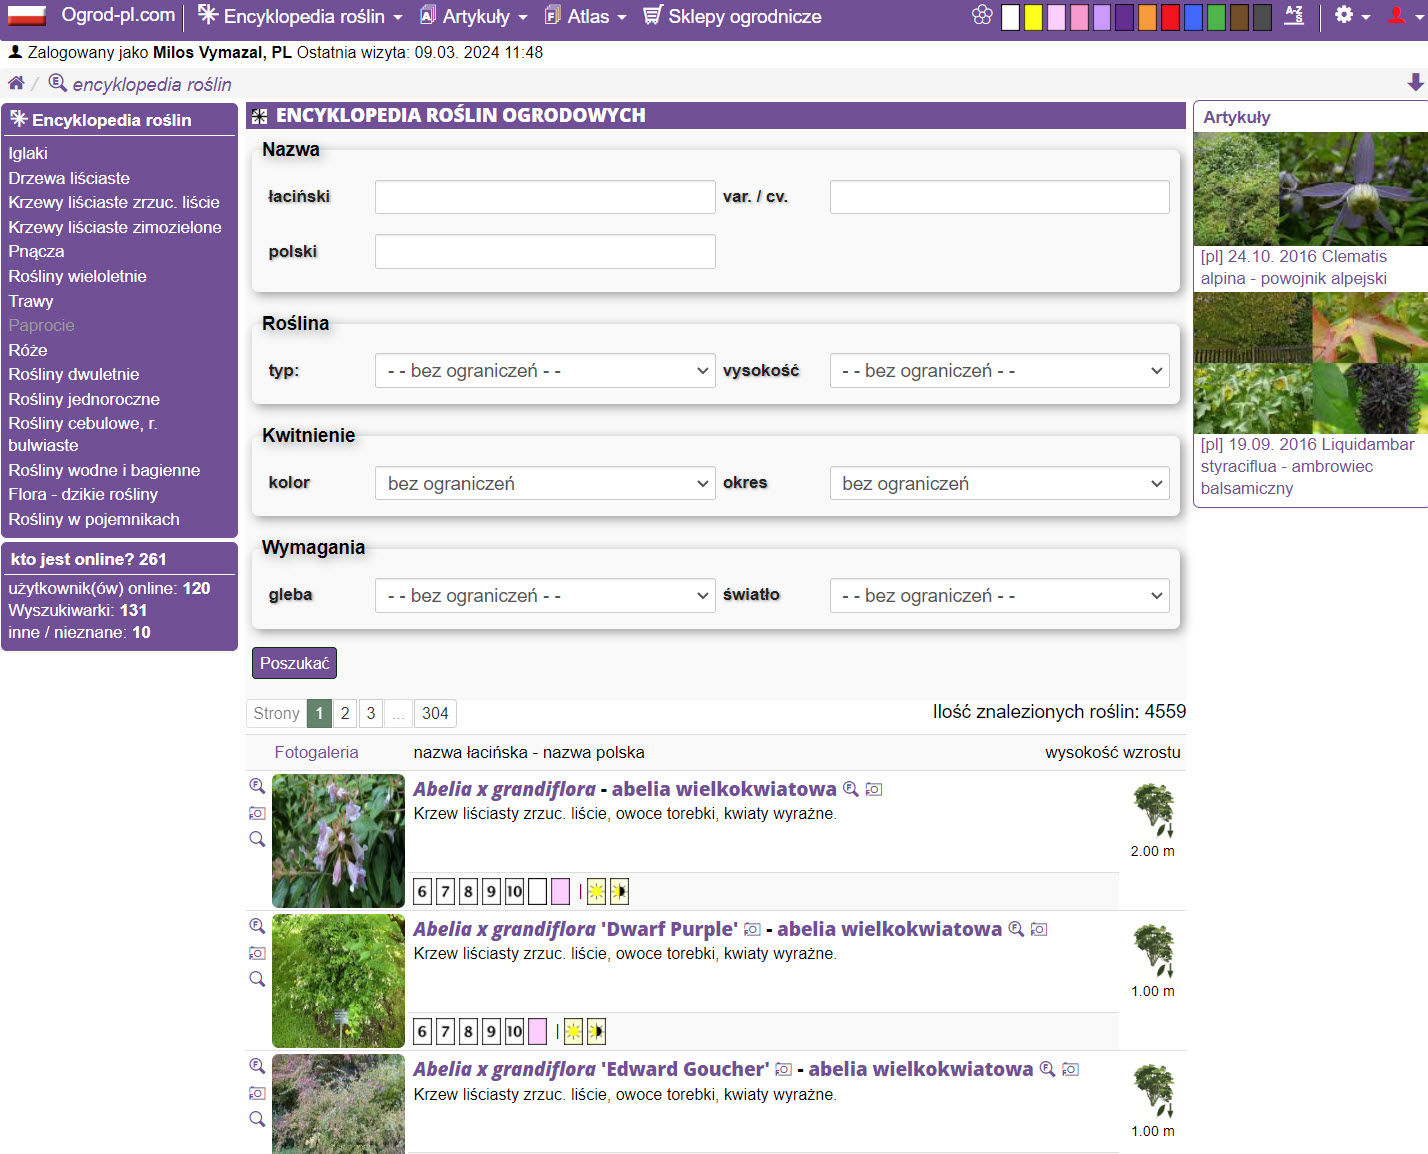 Ogrod-pl.com Encyklopedia roślin Artykuły Atlas Sklepy ogrodnicze A-Z S
Zalogowany jako Milos Vymazal, PL Ostatnia wizyta: 09.03. 2024 11:48
/ encyklopedia roślin
Encyklopedia roślin
Iglaki
Drzewa liściaste
Krzewy liściaste zrzuc. liście
Krzewy liściaste zimozielone
Pnącza
Rośliny wieloletnie
Trawy
Paprocie
Róże
Rośliny dwuletnie
Rośliny jednoroczne
Rośliny cebulowe, r.
bulwiaste
Rośliny wodne i bagienne
Flora - dzikie rośliny
Rośliny w pojemnikach
kto jest online? 261
użytkownik(ów) online: 120
Wyszukiwarki: 131
inne / nieznane: 10
ENCYKLOPEDIA ROŚLIN OGRODOWYCH
Nazwa
łaciński var. / cv.
polski
Roślina
typ: - - bez ograniczeń - - vysokość - - bez ograniczeń - -
Kwitnienie
kolor bez ograniczeń okres bez ograniczeń
Wymagania
gleba - - bez ograniczeń - - światło - - bez ograniczeń - -
Poszukać
Strony 1 2 3 ... 304 Ilość znalezionych roślin: 4559
Fotogaleria nazwa łacińska - nazwa polska wysokość wzrostu
Abelia x grandiflora - abelia wielkokwiatowa
Krzew liściasty zrzuc. liście, owoce torebki, kwiaty wyraźne.
2.00 m
6 7 8 9 10 |
Abelia x grandiflora 'Dwarf Purple' - abelia wielkokwiatowa
Krzew liściasty zrzuc. liście, owoce torebki, kwiaty wyraźne.
1.00 m
6 7 8 9 10 |
Abelia x grandiflora 'Edward Goucher' - abelia wielkokwiatowa
Krzew liściasty zrzuc. liście, owoce torebki, kwiaty wyraźne.
1.00 m
Artykuły
[pl] 24.10. 2016 Clematis
alpina - powojnik alpejski
[pl] 19.09. 2016 Liquidambar
styraciflua - ambrowiec
balsamiczny